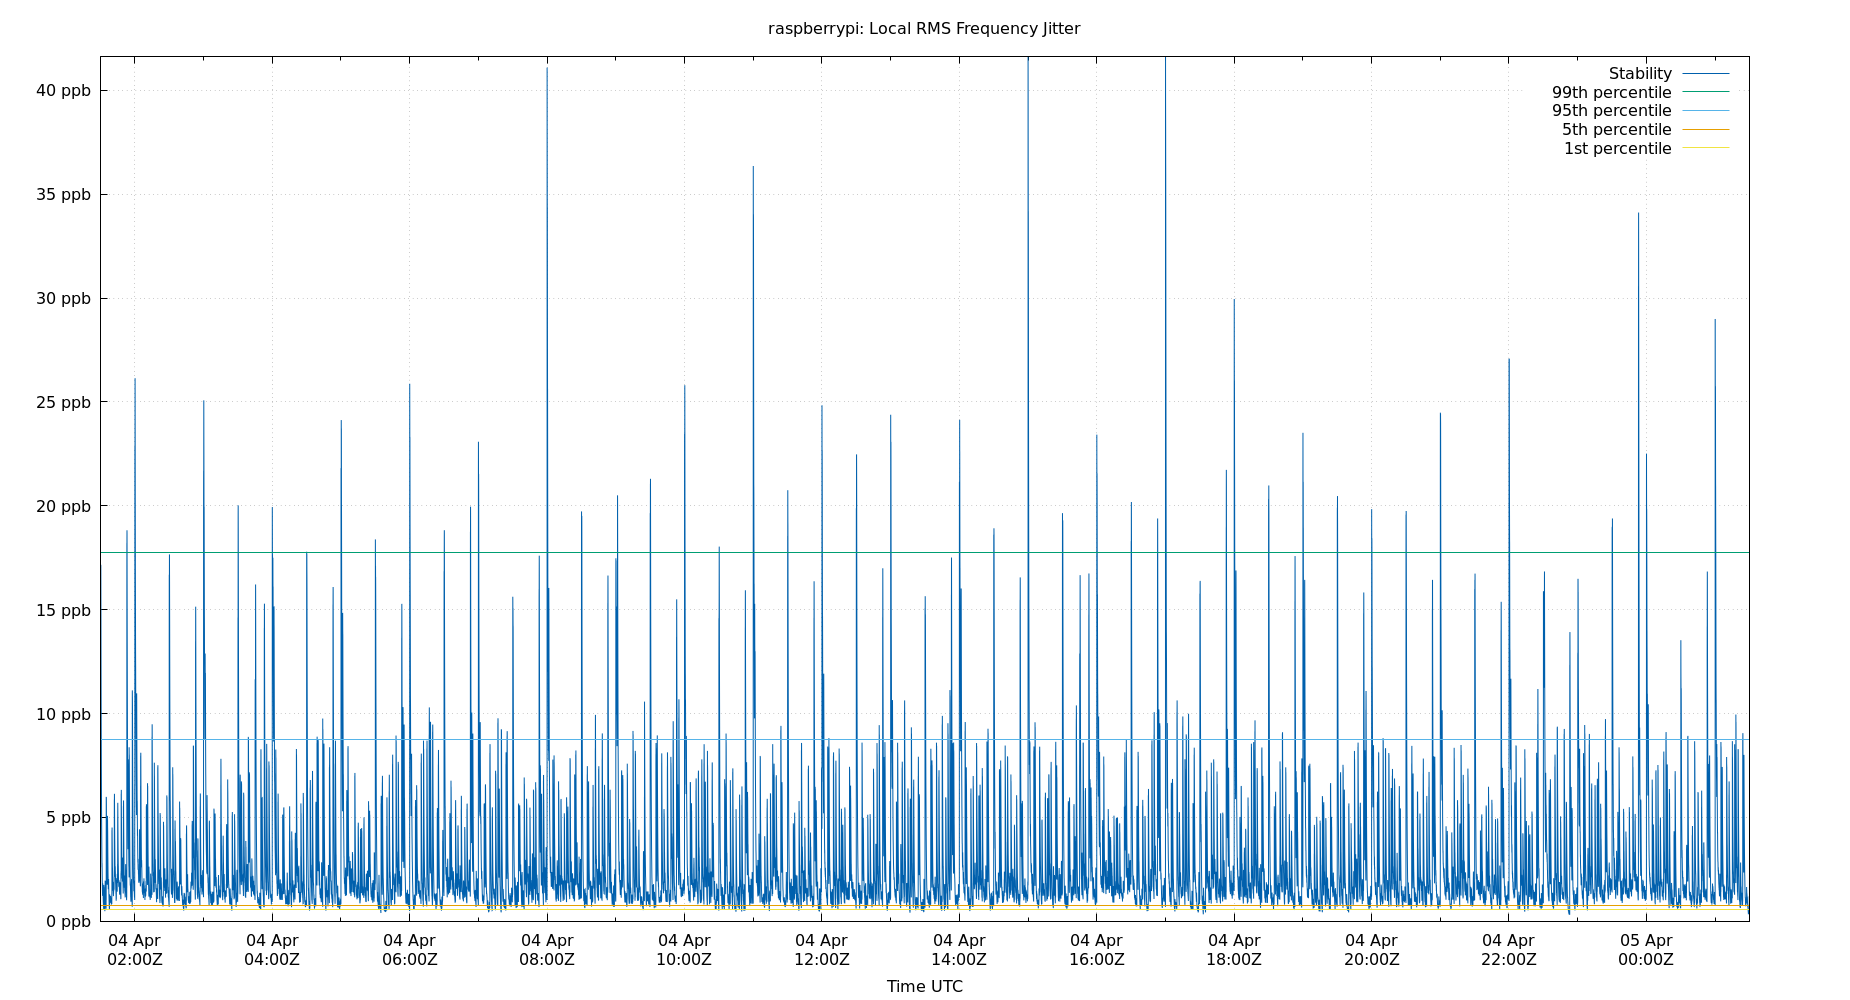 raspberrypi: Local RMS Frequency Jitter
Stability
99th percentile
95th percentile
5th percentile
1st percentile
40 ppb
35 ppb
30 ppb
25 ppb
20 ppb
15 ppb
10 ppb
5 ppb
0 ppb
04 Apr 04 Apr 04 Apr 04 Apr 04 Apr 04 Apr 04 Apr 04 Apr 04 Apr 04 Apr 04 Apr 05 Apr
02:00Z 04:00Z 06:00Z 08:00Z 10:00Z 12:00Z 14:00Z 16:00Z 18:00Z 20:00Z 22:00Z 00:00Z
Time UTC